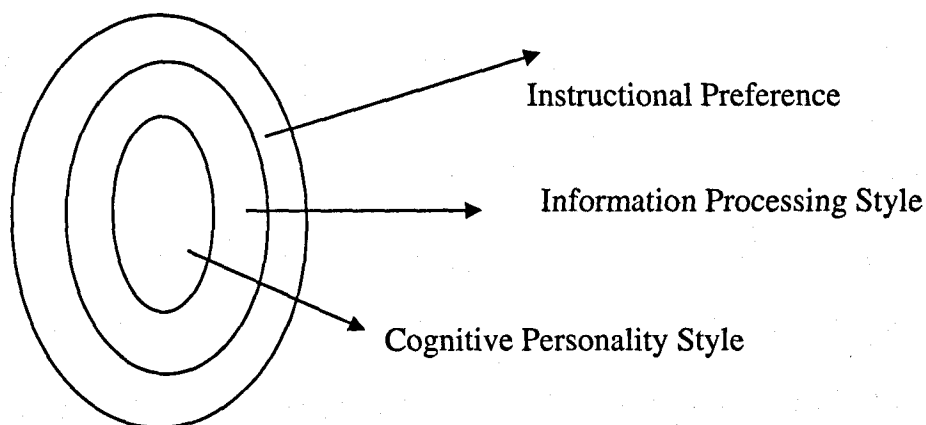 Instructional Preference
Information Processing Style
Cognitive Personality Style